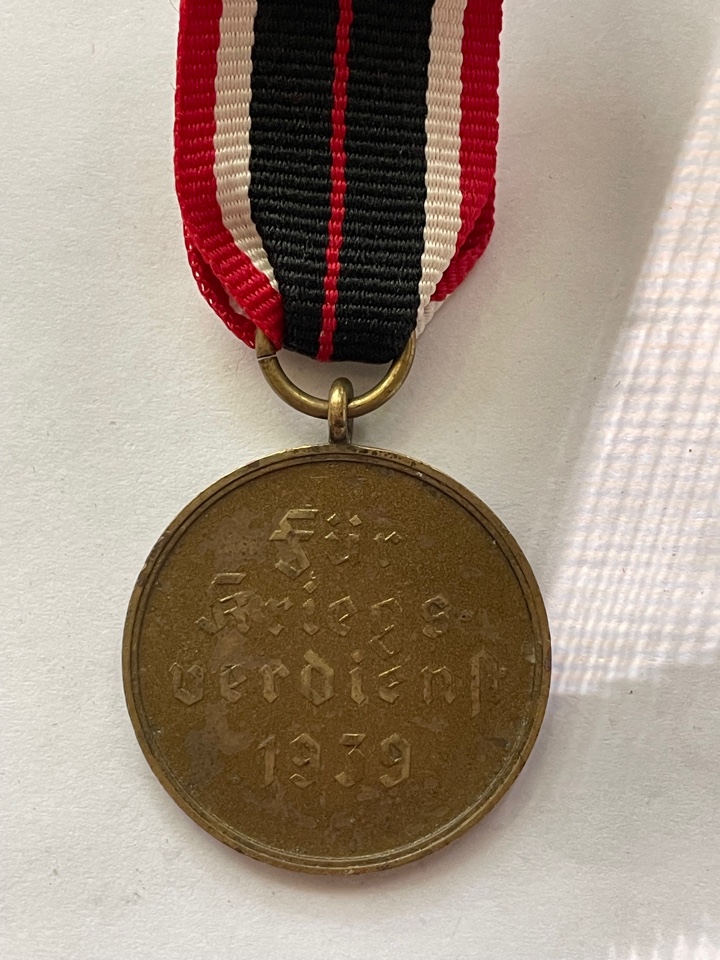 Für
Kriegs-
verdienst
1939